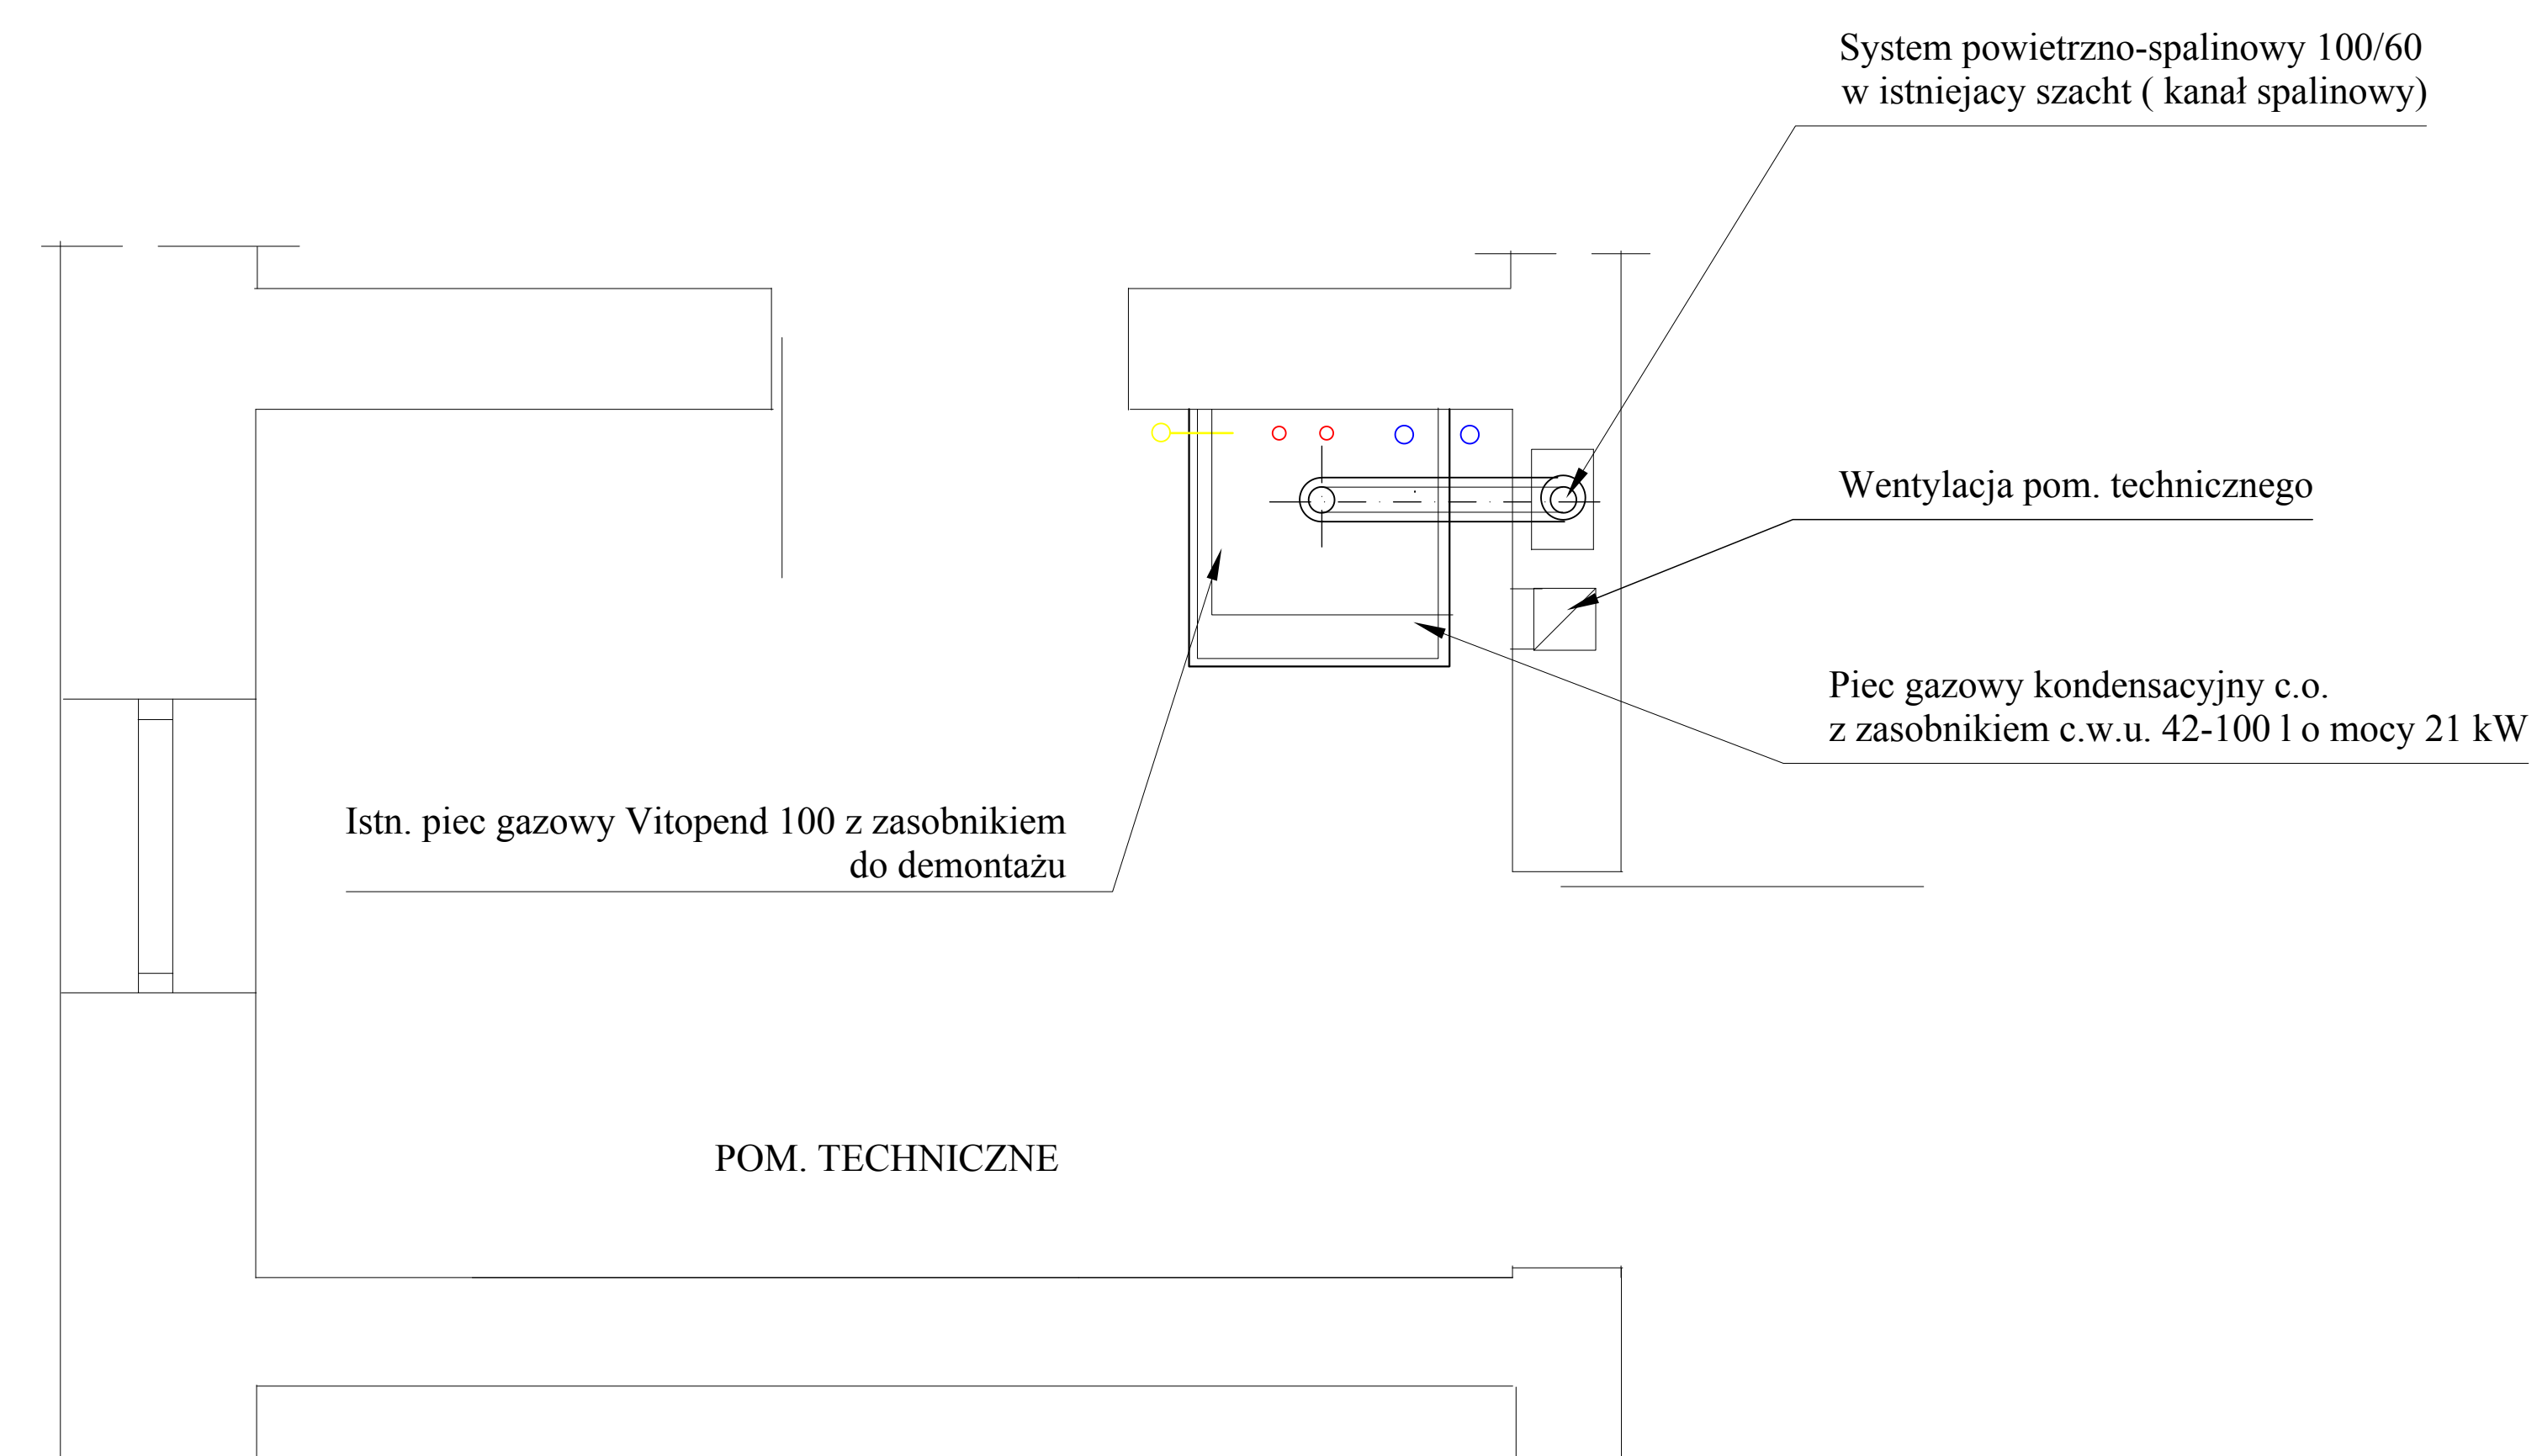 System powietrzno-spalinowy 100/60
w istniejacy szacht ( kanał spalinowy)
Wentylacja pom. technicznego
Piec gazowy kondensacyjny c.o.
z zasobnikiem c.w.u. 42-100 l o mocy 21 kW
Istn. piec gazowy Vitopend 100 z zasobnikiem
do demontażu
POM. TECHNICZNE